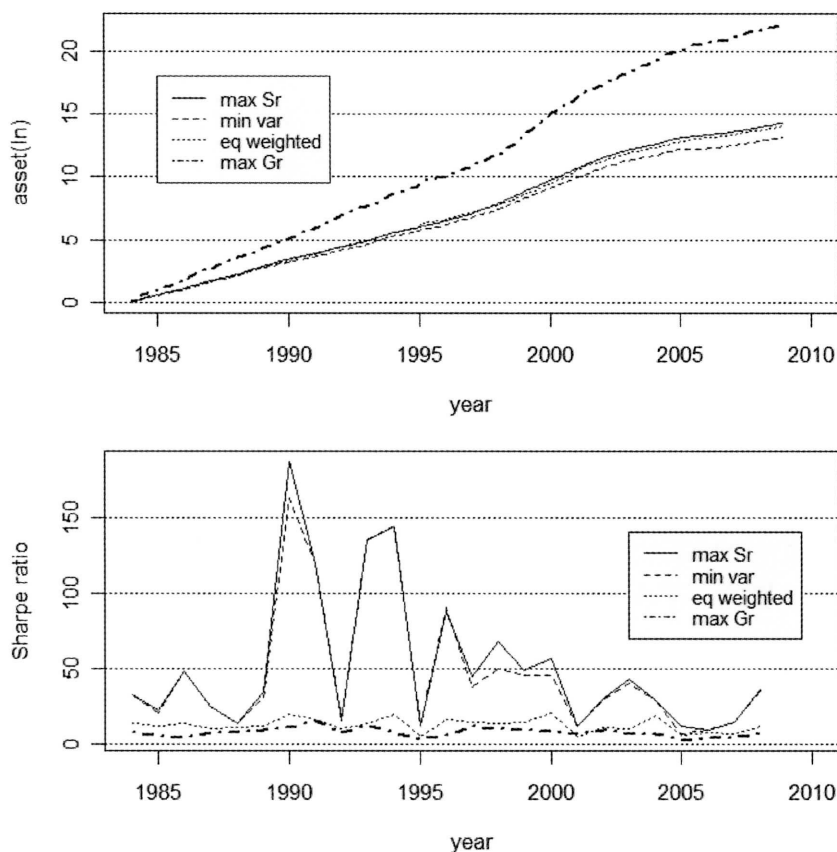 asset(ln)
20
15
10
5
0
max Sr
min var
eq weighted
max Gr
1985 1990 1995 2000 2005 2010
year
Sharpe ratio
150
100
50
0
max Sr
min var
eq weighted
max Gr
1985 1990 1995 2000 2005 2010
year